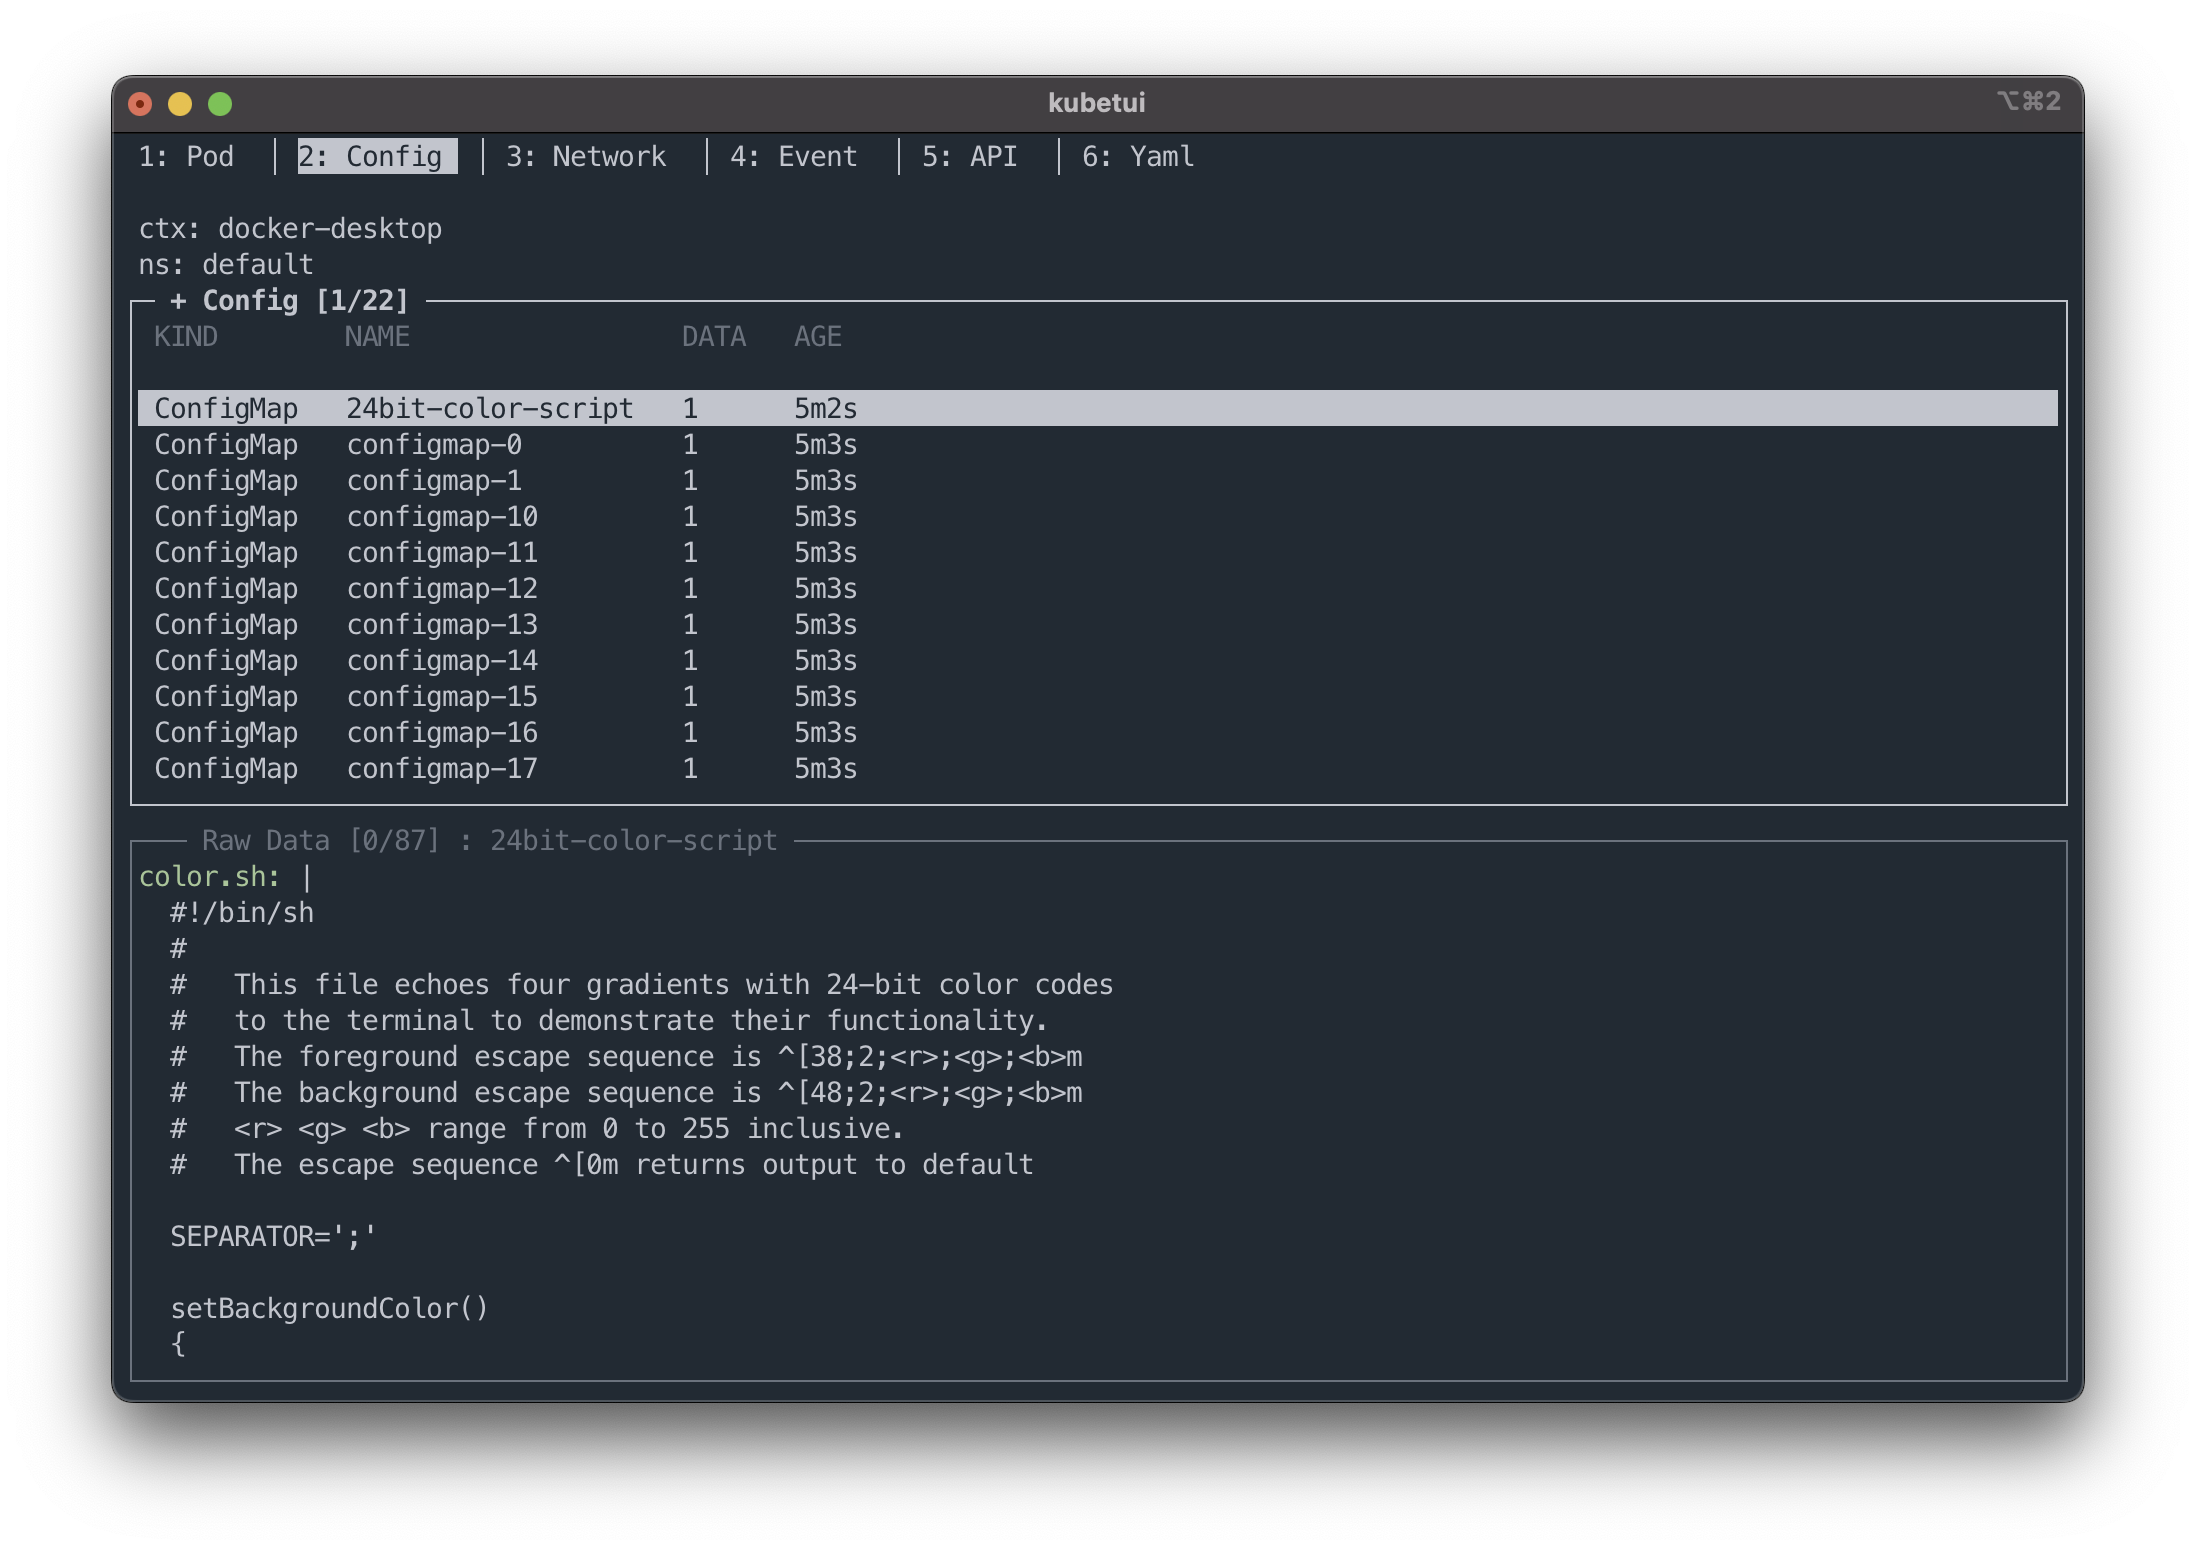 kubetui
⌥⌘2
1: Pod │ 2: Config │ 3: Network │ 4: Event │ 5: API │ 6: Yaml
ctx: docker-desktop
ns: default
+ Config [1/22]
KIND NAME DATA AGE
ConfigMap 24bit-color-script 1 5m2s
ConfigMap configmap-0 1 5m3s
ConfigMap configmap-1 1 5m3s
ConfigMap configmap-10 1 5m3s
ConfigMap configmap-11 1 5m3s
ConfigMap configmap-12 1 5m3s
ConfigMap configmap-13 1 5m3s
ConfigMap configmap-14 1 5m3s
ConfigMap configmap-15 1 5m3s
ConfigMap configmap-16 1 5m3s
ConfigMap configmap-17 1 5m3s
Raw Data [0/87] : 24bit-color-script
color.sh: |
  #!/bin/sh
  #
  #   This file echoes four gradients with 24-bit color codes
  #   to the terminal to demonstrate their functionality.
  #   The foreground escape sequence is ^[38;2;<r>;<g>;<b>m
  #   The background escape sequence is ^[48;2;<r>;<g>;<b>m
  #   <r> <g> <b> range from 0 to 255 inclusive.
  #   The escape sequence ^[0m returns output to default
  SEPARATOR=';'
  setBackgroundColor()
  {